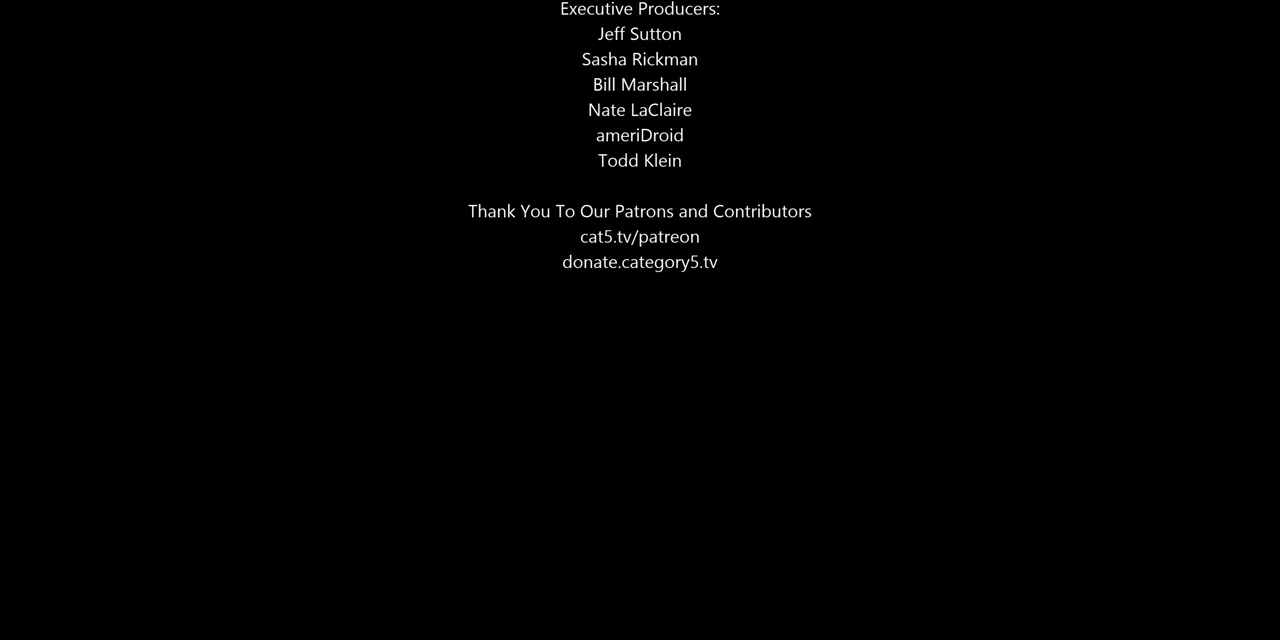 Executive Producers:
Jeff Sutton
Sasha Rickman
Bill Marshall
Nate LaClaire
ameriDroid
Todd Klein
Thank You To Our Patrons and Contributors
cat5.tv/patreon
donate.category5.tv